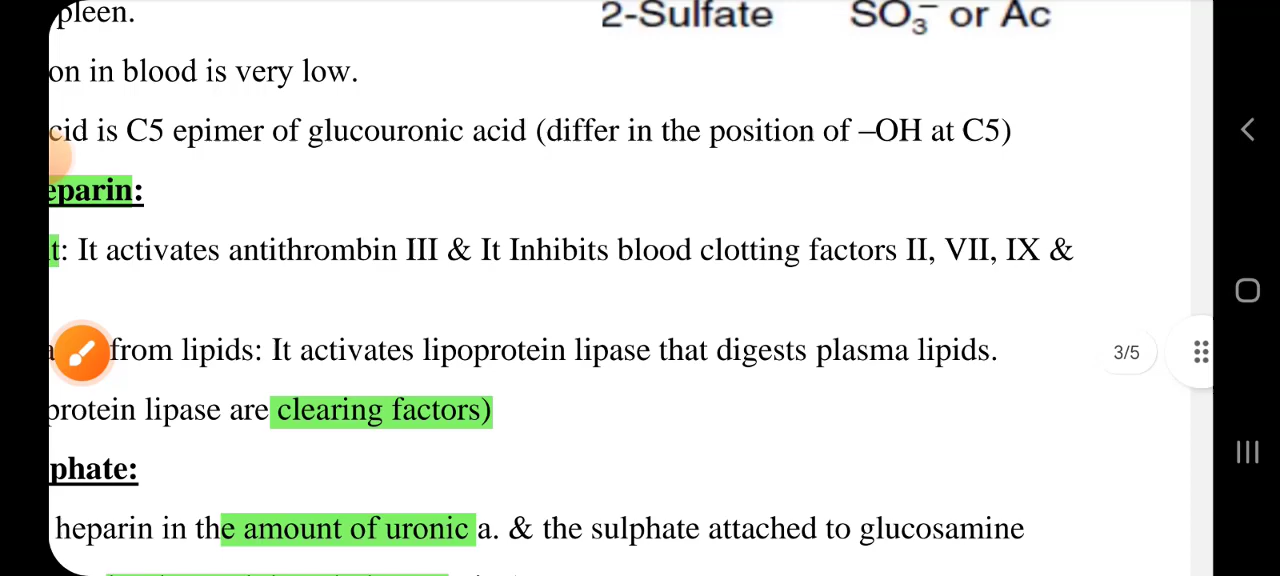 pleen.
2-Sulfate SO₃⁻ or Ac
on in blood is very low.
cid is C5 epimer of glucouronic acid (differ in the position of –OH at C5)
eparin:
t: It activates antithrombin III & It Inhibits blood clotting factors II, VII, IX &
from lipids: It activates lipoprotein lipase that digests plasma lipids.
3/5
protein lipase are clearing factors)
phate:
heparin in the amount of uronic a. & the sulphate attached to glucosamine